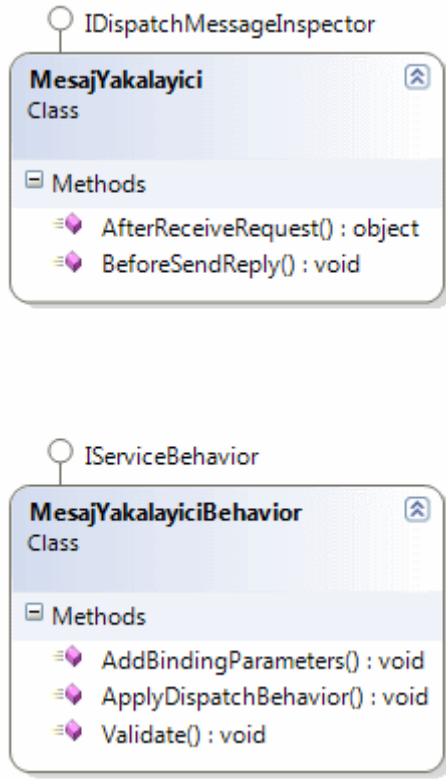 IDispatchMessageInspector
MesajYakalayici
Class
Methods
AfterReceiveRequest() : object
BeforeSendReply() : void
IServiceBehavior
MesajYakalayiciBehavior
Class
Methods
AddBindingParameters() : void
ApplyDispatchBehavior() : void
Validate() : void